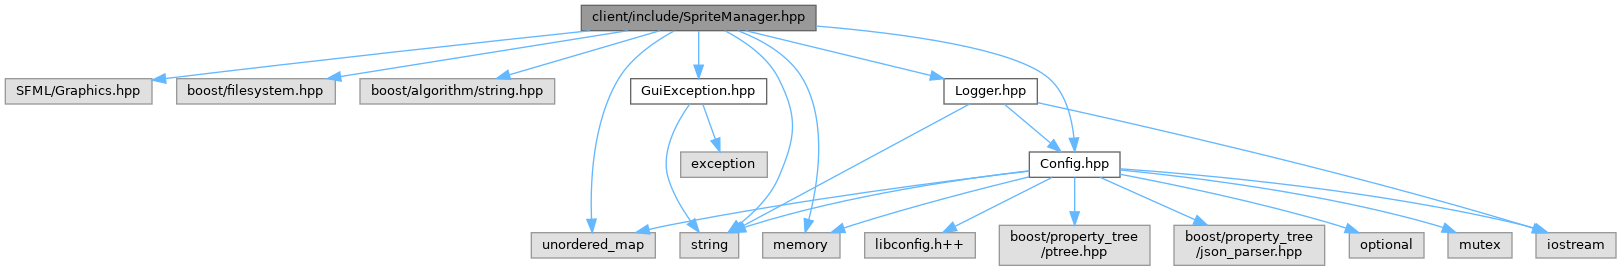 client/include/SpriteManager.hpp
SFML/Graphics.hpp
boost/filesystem.hpp
boost/algorithm/string.hpp
GuiException.hpp
Logger.hpp
exception
Config.hpp
unordered_map
string
memory
libconfig.h++
boost/property_tree
/ptree.hpp
boost/property_tree
/json_parser.hpp
optional
mutex
iostream